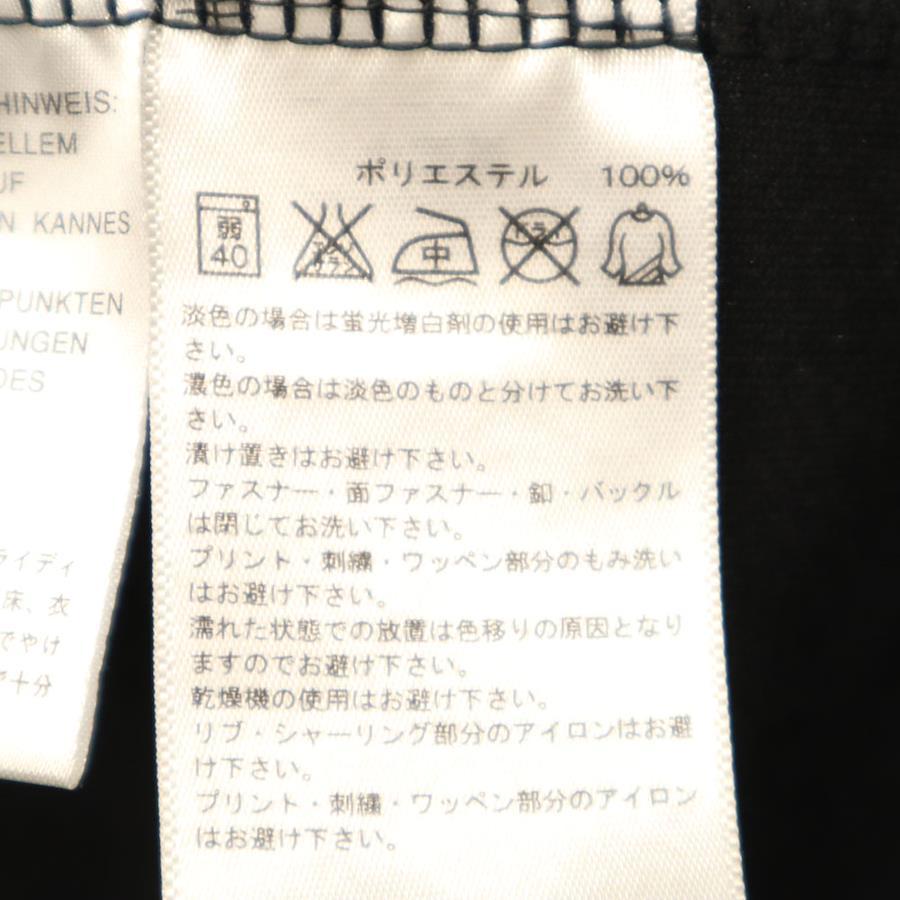 HINWEIS:
ELLEM
UF
N KANNES
PUNKTEN
UNGEN
DES
ライディ
床、衣
でやけ
十分
ポリエステル 100%
弱
40
エンソ
サラシ
中
ドライ
淡色の場合は蛍光増白剤の使用はお避け下
さい。
濃色の場合は淡色のものと分けてお洗い下
さい。
漬け置きはお避け下さい。
ファスナー・面ファスナー・釦・バックル
は閉じてお洗い下さい。
プリント・刺繍・ワッペン部分のもみ洗い
はお避け下さい。
濡れた状態での放置は色移りの原因となり
ますのでお避け下さい。
乾燥機の使用はお避け下さい。
リブ・シャーリング部分のアイロンはお避
け下さい。
プリント・刺繍・ワッペン部分のアイロン
はお避け下さい。